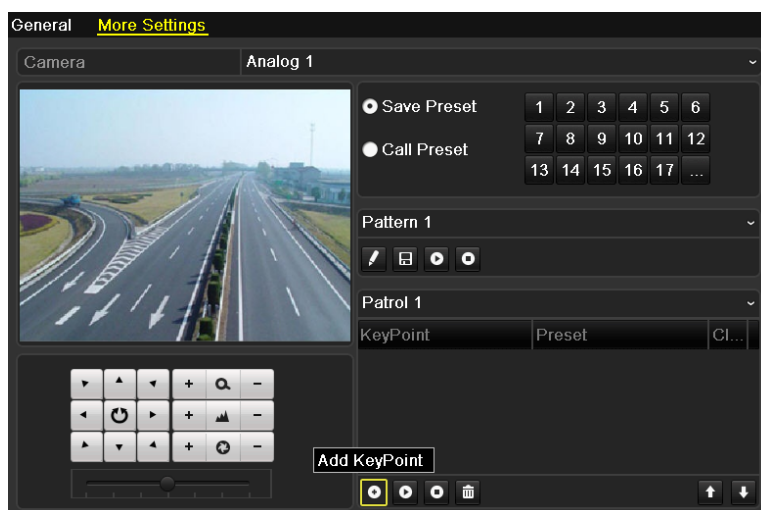 General More Settings
Camera Analog 1
Save Preset 1 2 3 4 5 6
Call Preset 7 8 9 10 11 12
13 14 15 16 17 ...
Pattern 1
Patrol 1
KeyPoint Preset Cl...
+ -
+ -
+ -
Add KeyPoint